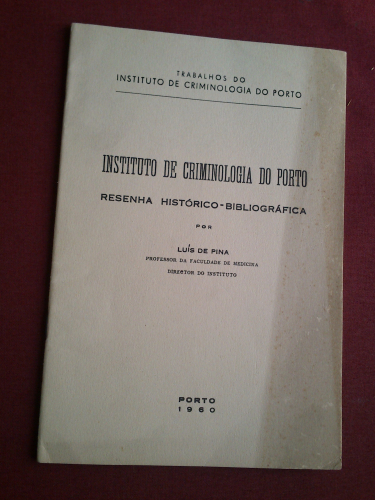 TRABALHOS DO
INSTITUTO DE CRIMINOLOGIA DO PORTO
INSTITUTO DE CRIMINOLOGIA DO PORTO
RESENHA HISTÓRICO-BIBLIOGRÁFICA
POR
LUÍS DE PINA
PROFESSOR DA FACULDADE DE MEDICINA
DIRECTOR DO INSTITUTO
PORTO
1960